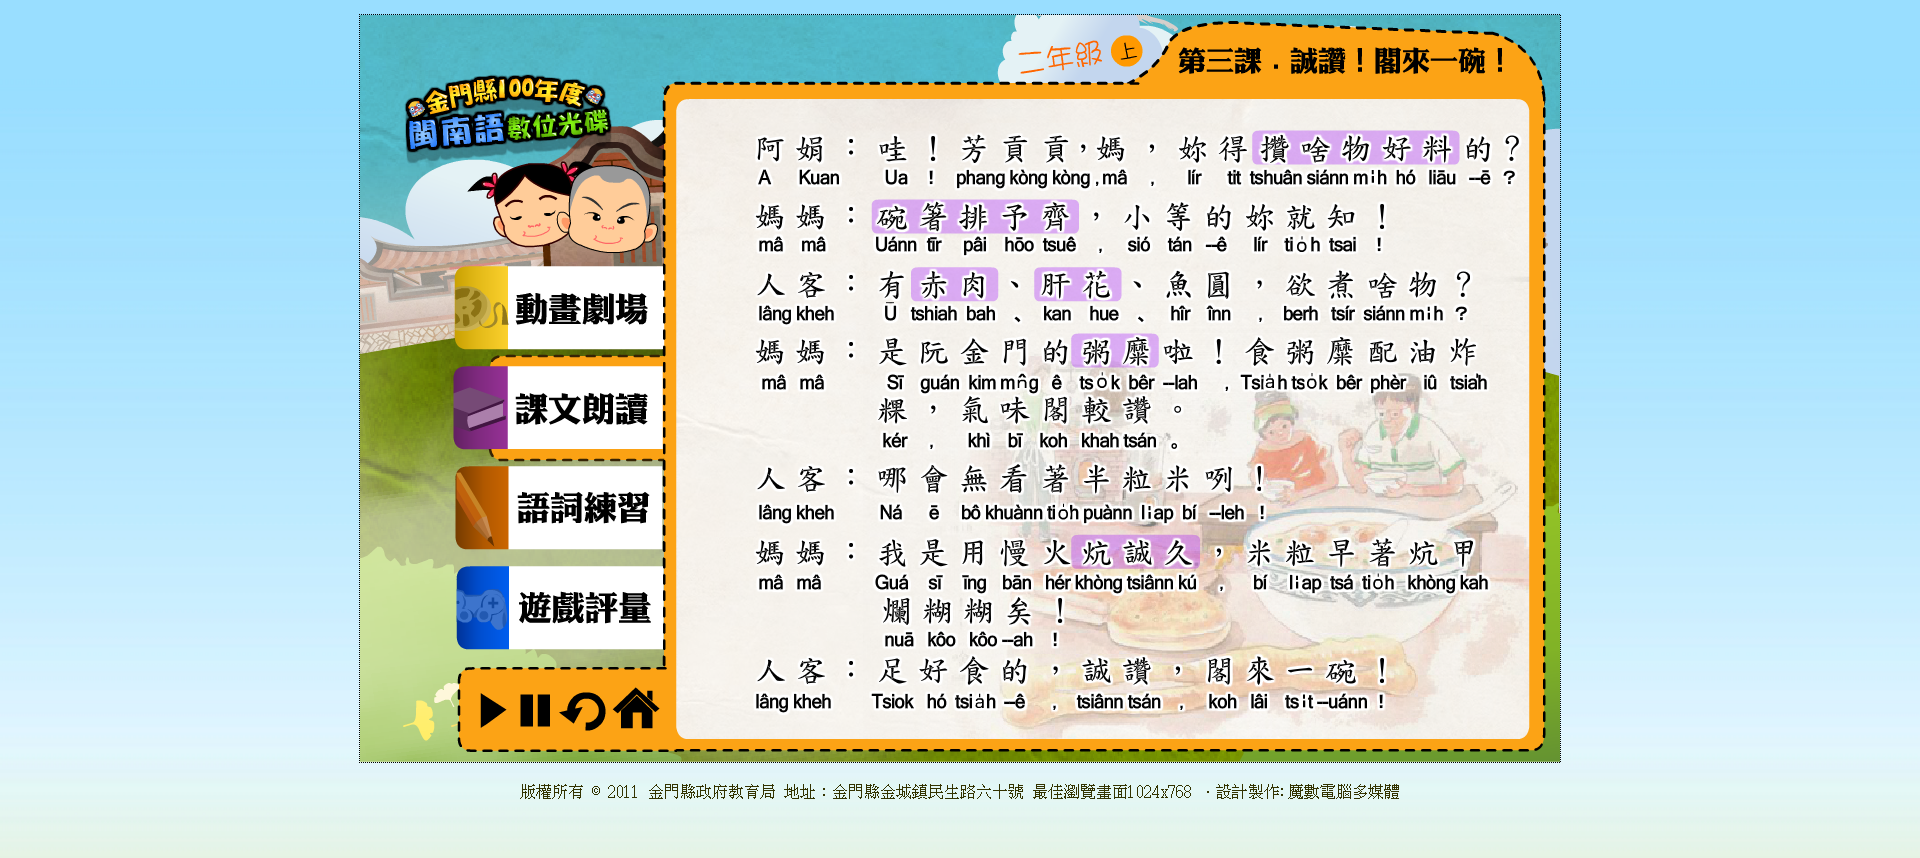 二年級 上
第三課．誠讚！閣來一碗！
金門縣100年度
閩南語數位光碟
動畫劇場
課文朗讀
語詞練習
遊戲評量
阿娟：哇！芳貢貢，媽，妳得攢啥物好料的？
A Kuan Ua ! phang kòng kòng , mâ , lír tit tshuân siánn mi̍h hó liāu --ē ?
媽媽：碗箸排予齊，小等的妳就知！
mâ mâ Uánn tīr pâi hōo tsuê , sió tán --ê lír tio̍h tsai !
人客：有赤肉、肝花、魚圓，欲煮啥物？
lâng kheh Ū tshiah bah 、 kan hue 、 hîr înn , berh tsír siánn mi̍h ?
媽媽：是阮金門的粥糜啦！食粥糜配油炸
mâ mâ Sī guán kim mn̂g ê tso̍k bêr --lah , Tsia̍h tso̍k bêr phèr iû tsia̍h
粿，氣味閣較讚。
kér , khì bī koh khah tsán 。
人客：哪會無看著半粒米咧！
lâng kheh Ná ē bô khuànn tio̍h puànn lia̍p bí --leh !
媽媽：我是用慢火炕誠久，米粒早著炕甲
mâ mâ Guá sī īng bān hér khòng tsiânn kú , bí lia̍p tsá tio̍h khòng kah
爛糊糊矣！
nuā kôo kôo --ah !
人客：足好食的，誠讚，閣來一碗！
lâng kheh Tsiok hó tsia̍h --ê , tsiânn tsán , koh lâi tsi̍t --uánn !
版權所有 © 2011 金門縣政府教育局 地址：金門縣金城鎮民生路六十號 最佳瀏覽畫面1024x768 ．設計製作: 魔數電腦多媒體